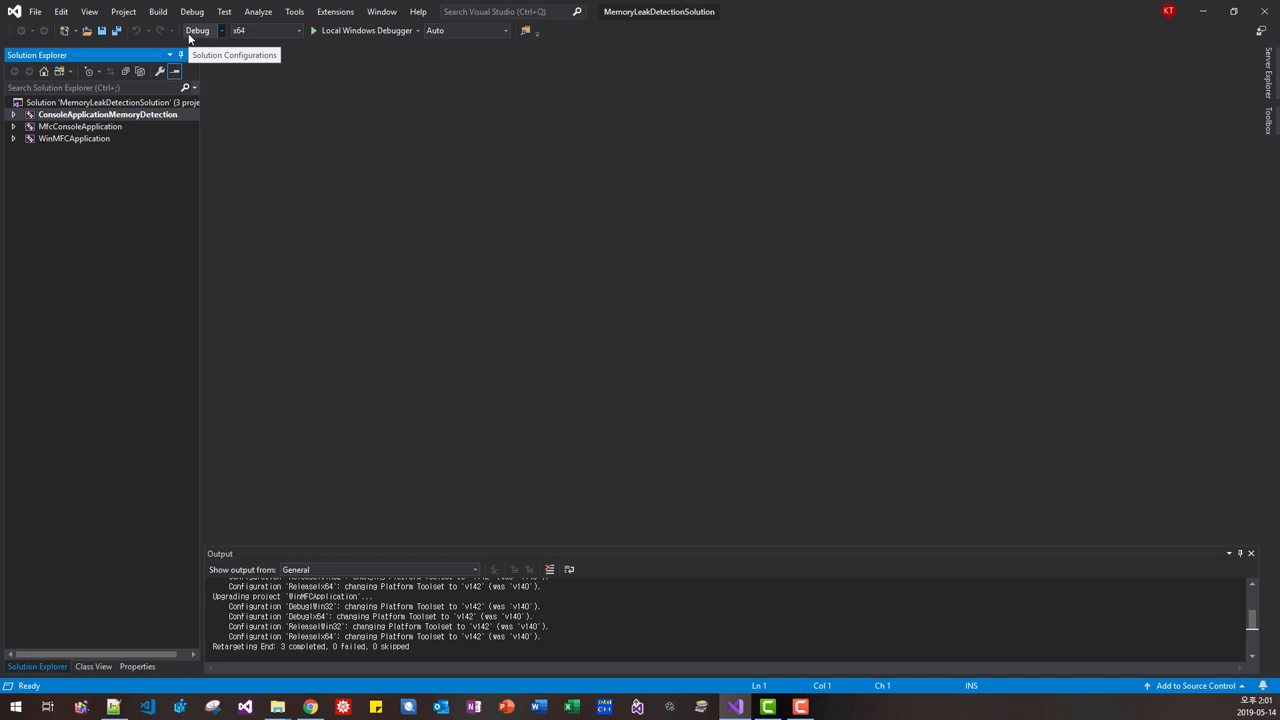 File Edit View Project Build Debug Test Analyze Tools Extensions Window Help Search Visual Studio (Ctrl+Q) MemoryLeakDetectionSolution KT
Debug x64 Local Windows Debugger Auto
Solution Explorer
Solution Configurations
Search Solution Explorer (Ctrl+;)
Solution 'MemoryLeakDetectionSolution' (3 proje
ConsoleApplicationMemoryDetection
MfcConsoleApplication
WinMFCApplication
Server Explorer
Toolbox
Output
Show output from: General
Configuration 'Release|x64': changing Platform Toolset to 'v142' (was 'v140').
Upgrading project 'WinMFCApplication'...
Configuration 'Debug|Win32': changing Platform Toolset to 'v142' (was 'v140').
Configuration 'Debug|x64': changing Platform Toolset to 'v142' (was 'v140').
Configuration 'Release|Win32': changing Platform Toolset to 'v142' (was 'v140').
Configuration 'Release|x64': changing Platform Toolset to 'v142' (was 'v140').
Retargeting End: 3 completed, 0 failed, 0 skipped
Solution Explorer Class View Properties
Ready Ln 1 Col 1 Ch 1 INS Add to Source Control
오후 2:01
2019-05-14